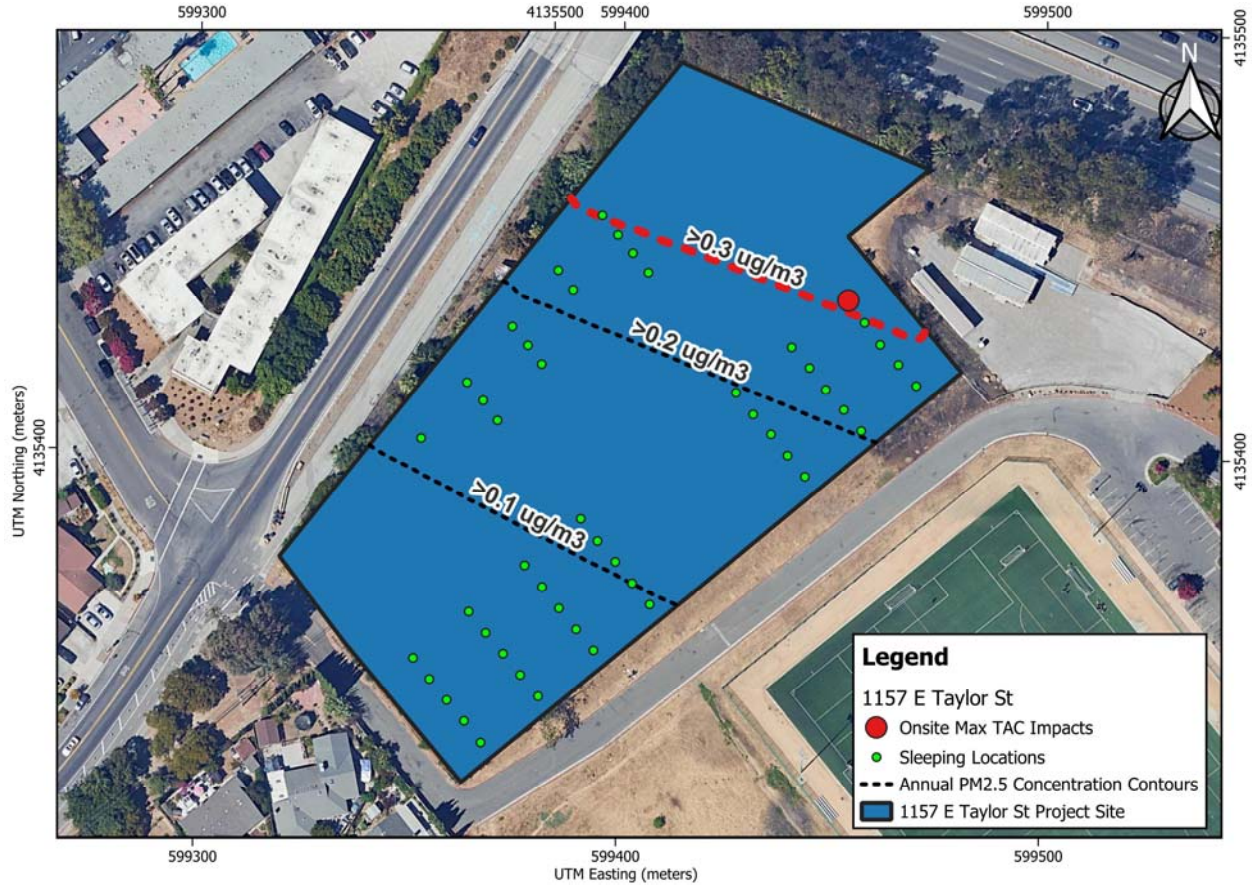 599300
4135500
599400
599500
4135500
N
>0.3 ug/m3
>0.2 ug/m3
>0.1 ug/m3
UTM Northing (meters)
4135400
4135400
Legend
1157 E Taylor St
Onsite Max TAC Impacts
Sleeping Locations
Annual PM2.5 Concentration Contours
1157 E Taylor St Project Site
599300
599400
599500
UTM Easting (meters)